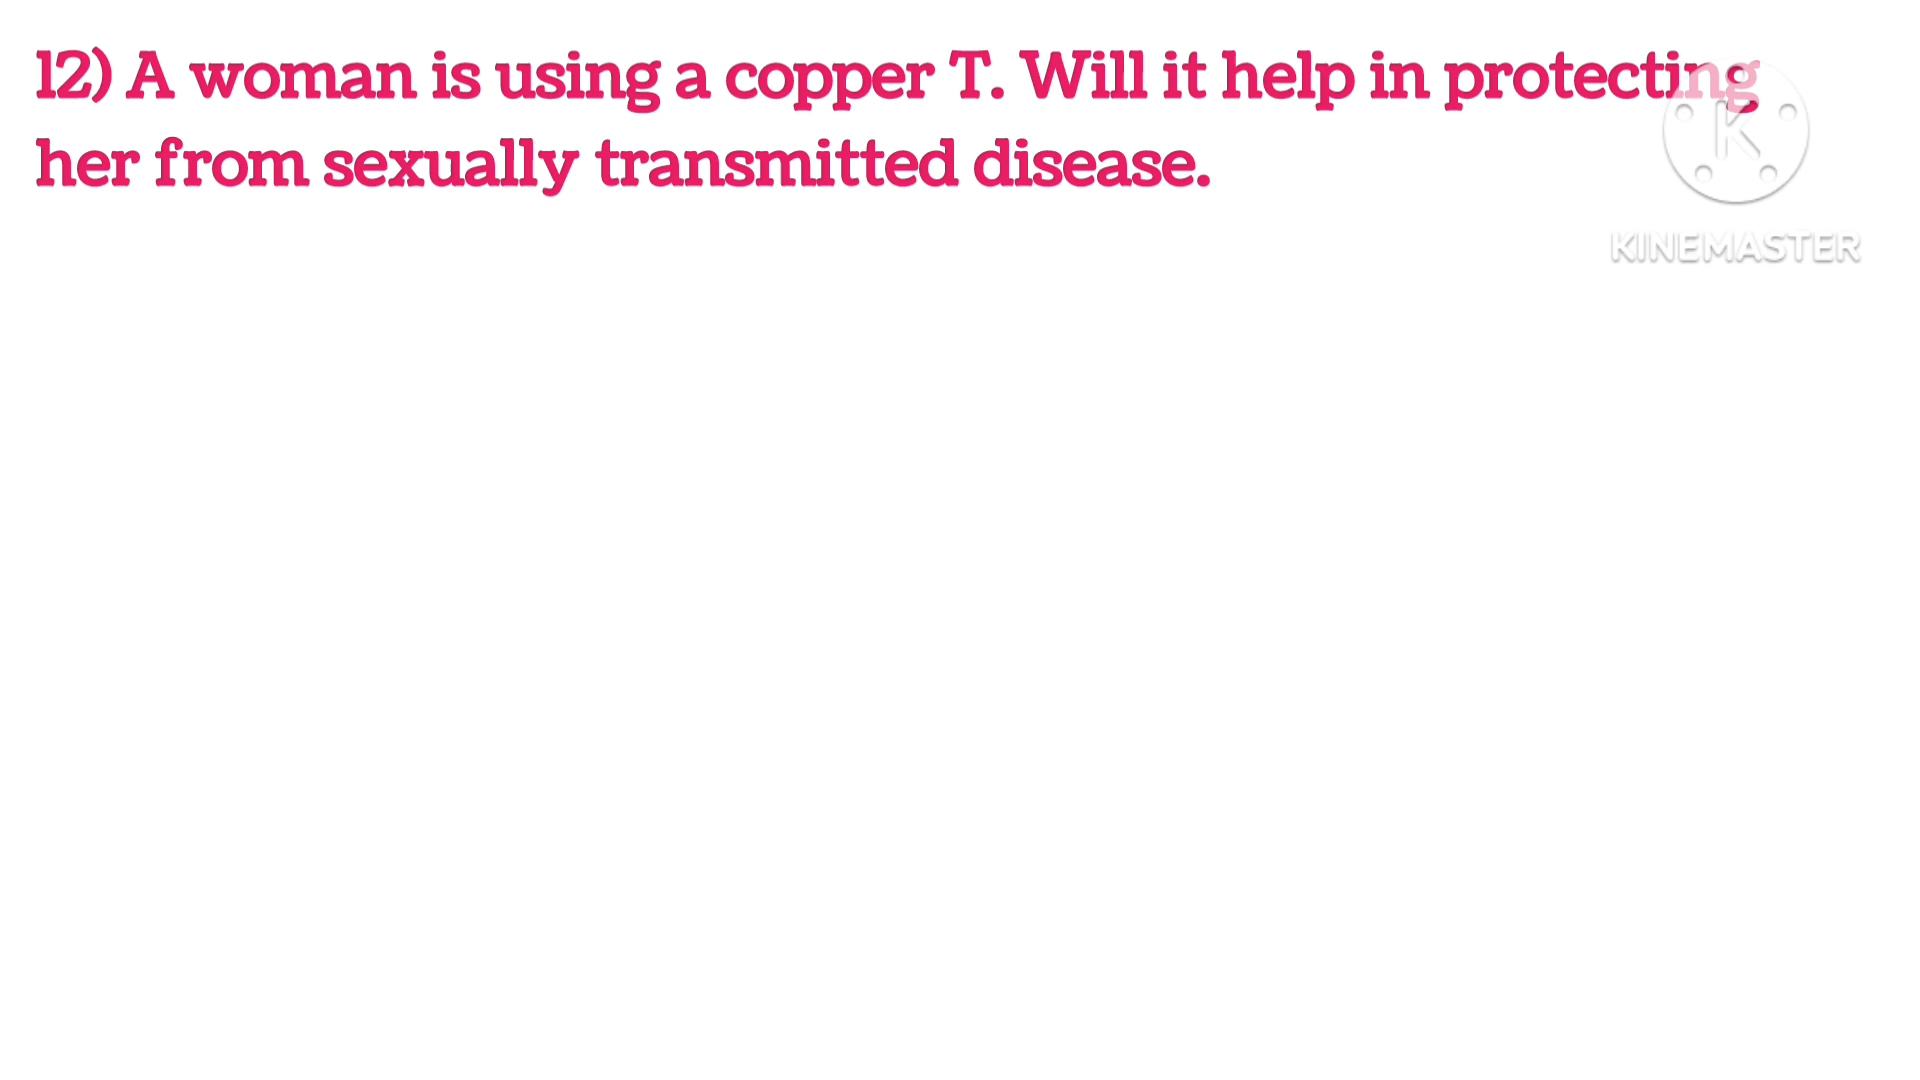 12) A woman is using a copper T. Will it help in protecting
her from sexually transmitted disease.
KINEMASTER